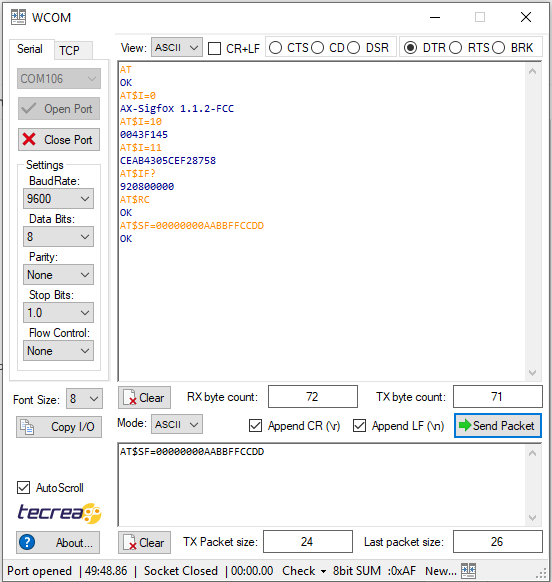 WCOM
Serial TCP
View: ASCII CR+LF CTS CD DSR DTR RTS BRK
COM106
Open Port
Close Port
Settings
BaudRate:
9600
Data Bits:
8
Parity:
None
Stop Bits:
1.0
Flow Control:
None
AT
OK
AT$I=0
AX-Sigfox 1.1.2-FCC
AT$I=10
0043F145
AT$I=11
CEAB4305CEF28758
AT$IF?
920800000
AT$RC
OK
AT$SF=00000000AABBFFCCDD
OK
Font Size: 8
Clear RX byte count: 72 TX byte count: 71
Copy I/O
Mode: ASCII Append CR (\r) Append LF (\n) Send Packet
AT$SF=00000000AABBFFCCDD
AutoScroll
tecrea
About...
Clear TX Packet size: 24 Last packet size: 26
Port opened | 49:48.86 | Socket Closed | 00:00.00 Check 8bit SUM :0xAF New...